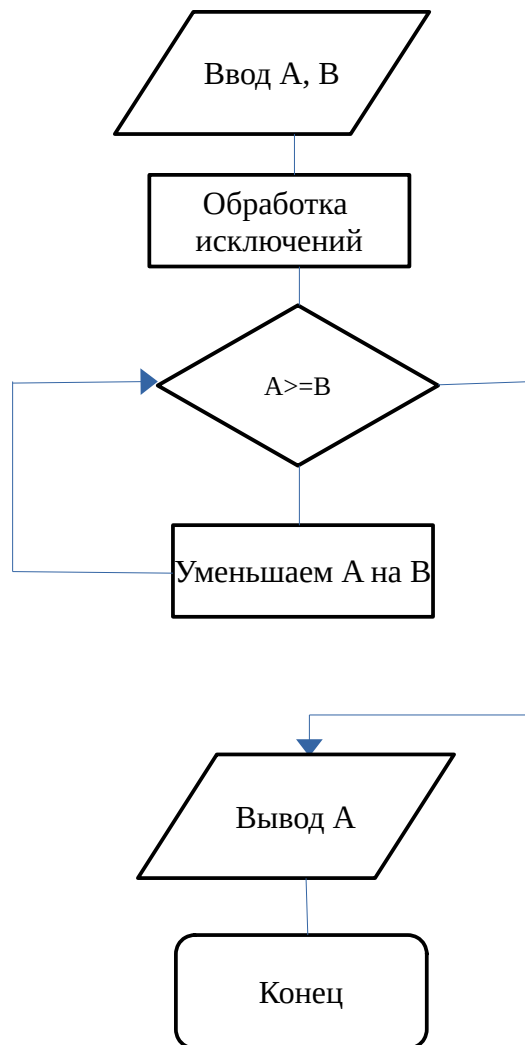 Ввод А, В
Обработка
исключений
A>=B
Уменьшаем А на В
Вывод А
Конец